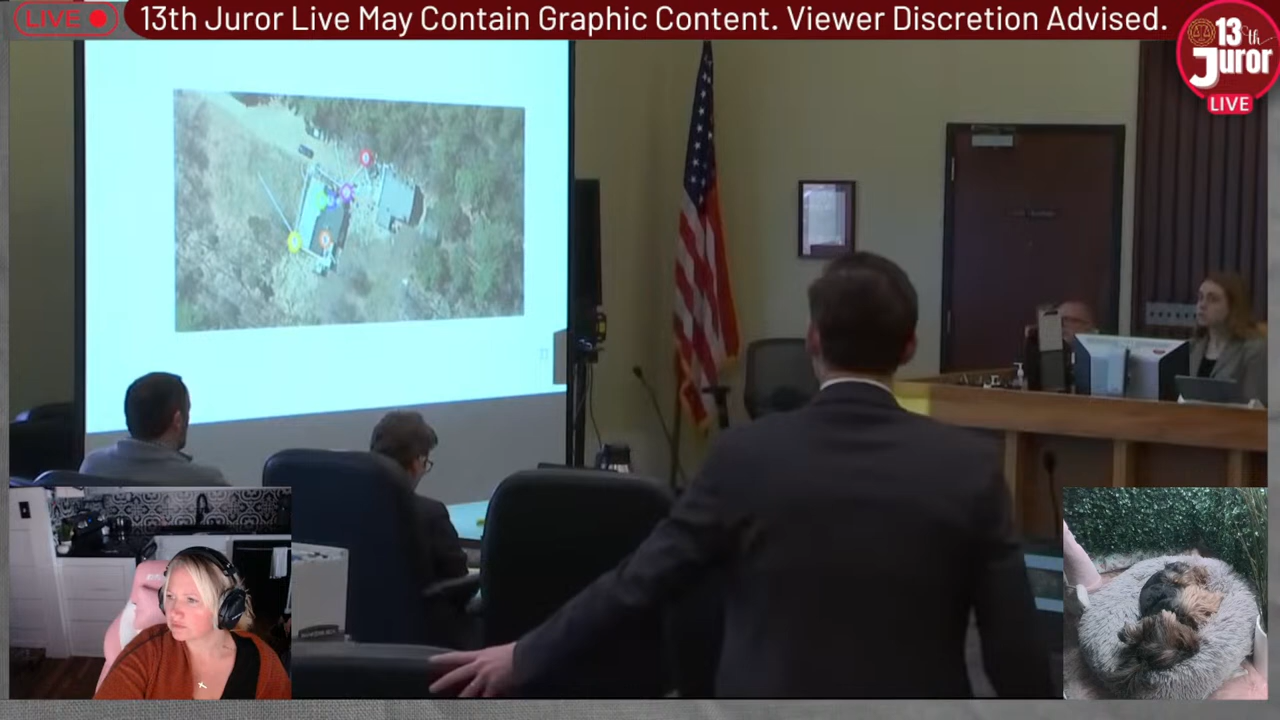 LIVE
13th Juror Live May Contain Graphic Content. Viewer Discretion Advised.
13th
Juror
LIVE